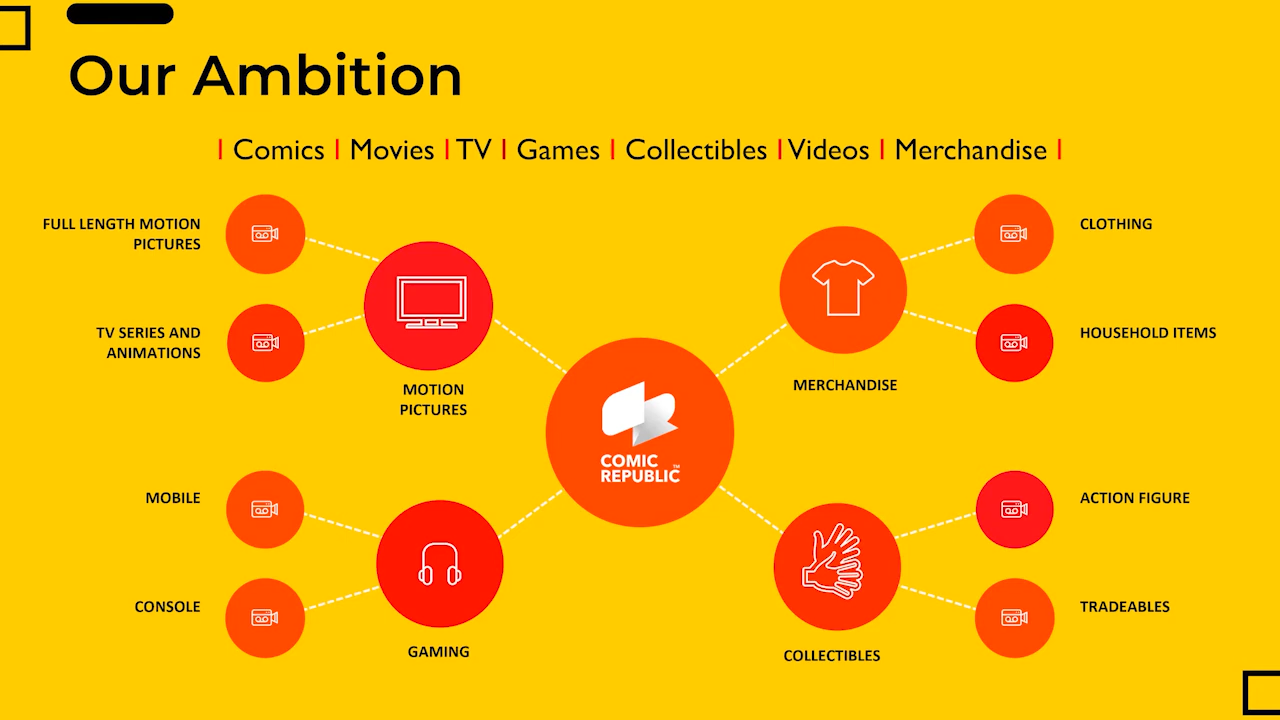 Our Ambition
| Comics | Movies | TV | Games | Collectibles | Videos | Merchandise |
FULL LENGTH MOTION
PICTURES
TV SERIES AND
ANIMATIONS
MOTION
PICTURES
MERCHANDISE
CLOTHING
HOUSEHOLD ITEMS
COMIC
REPUBLIC™
MOBILE
CONSOLE
GAMING
COLLECTIBLES
ACTION FIGURE
TRADEABLES